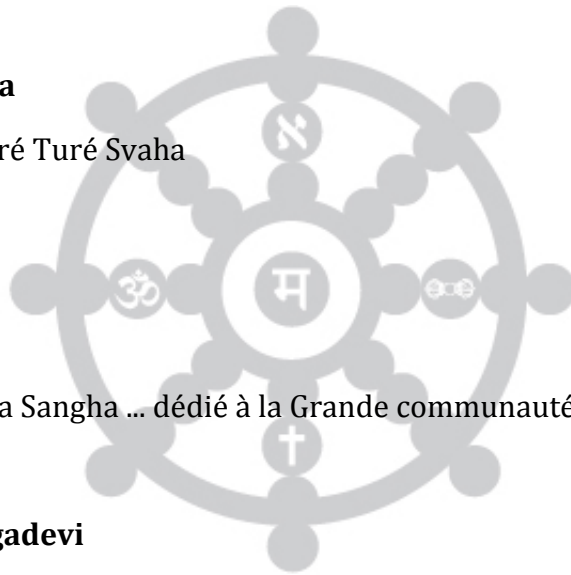 a
ré Turé Svaha
א
ॐ
म
a Sangha ... dédié à la Grande communauté
gadevi